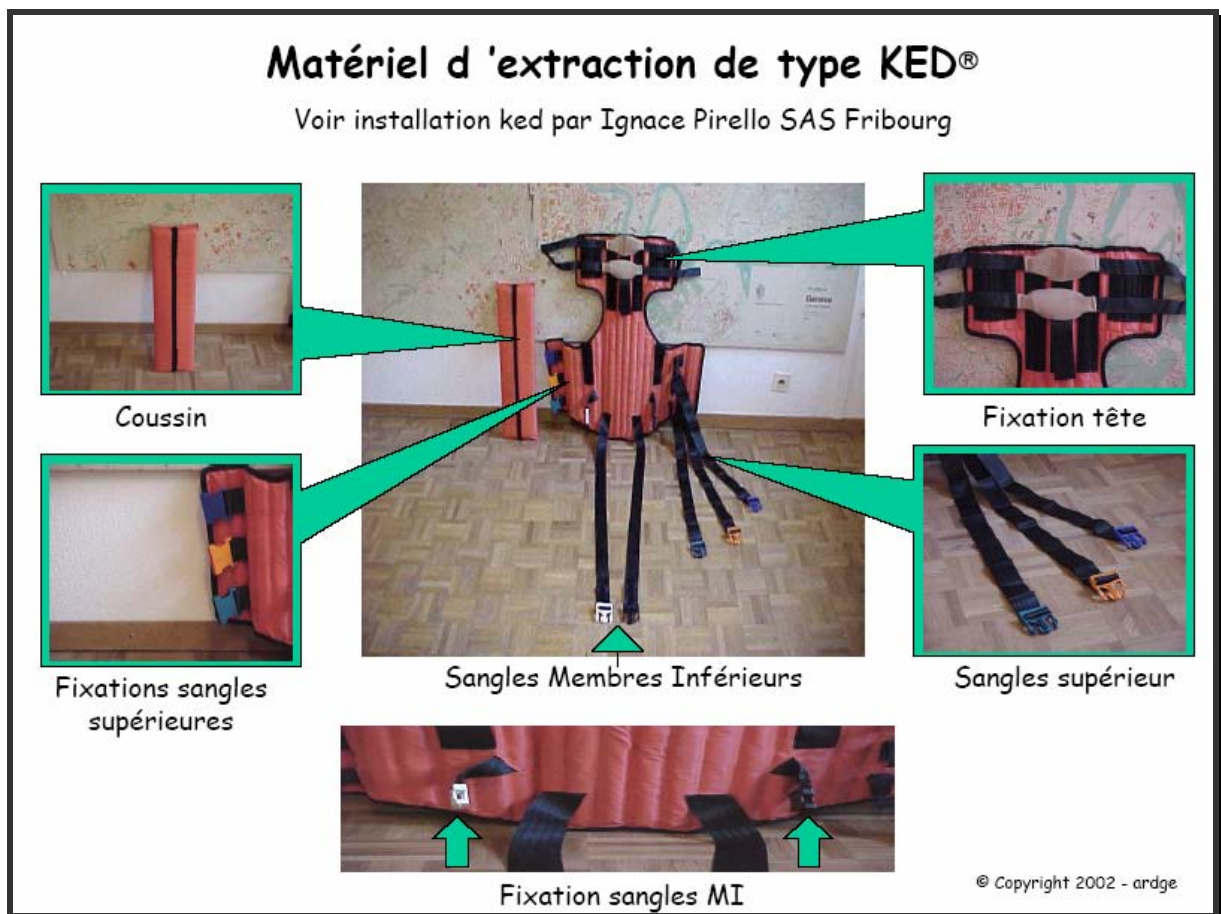 Matériel d 'extraction de type KED®
Voir installation ked par Ignace Pirello SAS Fribourg
Coussin
Fixation tête
Fixations sangles
supérieures
Sangles Membres Inférieurs
Sangles supérieur
Fixation sangles MI
© Copyright 2002 - ardge